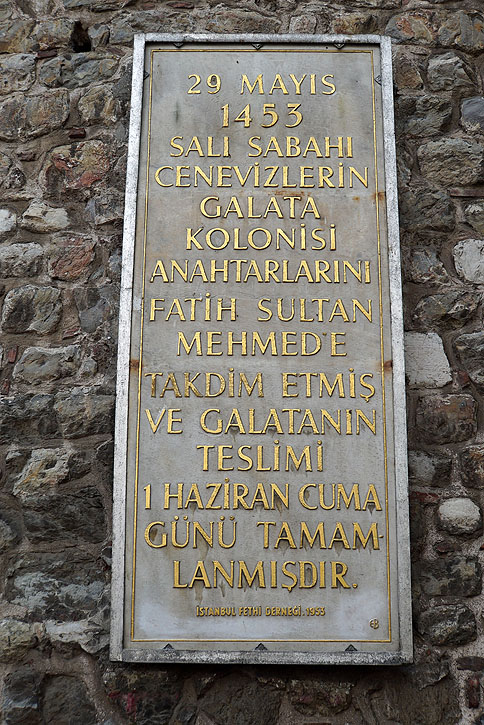 29 MAYIS
1453
SALI SABAHI
CENEVİZLERİN
GALATA
KOLONİSİ
ANAHTARLARINI
FATİH SULTAN
MEHMED'E
TAKDİM ETMİŞ
VE GALATANIN
TESLİMİ
1 HAZİRAN CUMA
GÜNÜ TAMAM-
LANMIŞDIR.
İSTANBUL FETHİ DERNEĞİ. 1953